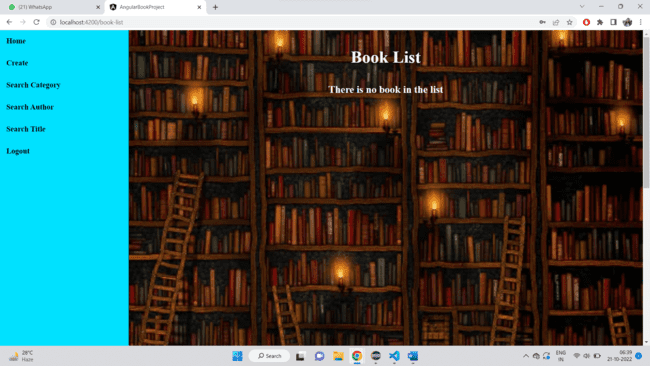 (21) WhatsApp
AngularBookProject
localhost:4200/book-list
Home
Create
Search Category
Search Author
Search Title
Logout
Book List
There is no book in the list
28°C
Haze
Search
ENG
IN
06:39
21-10-2022